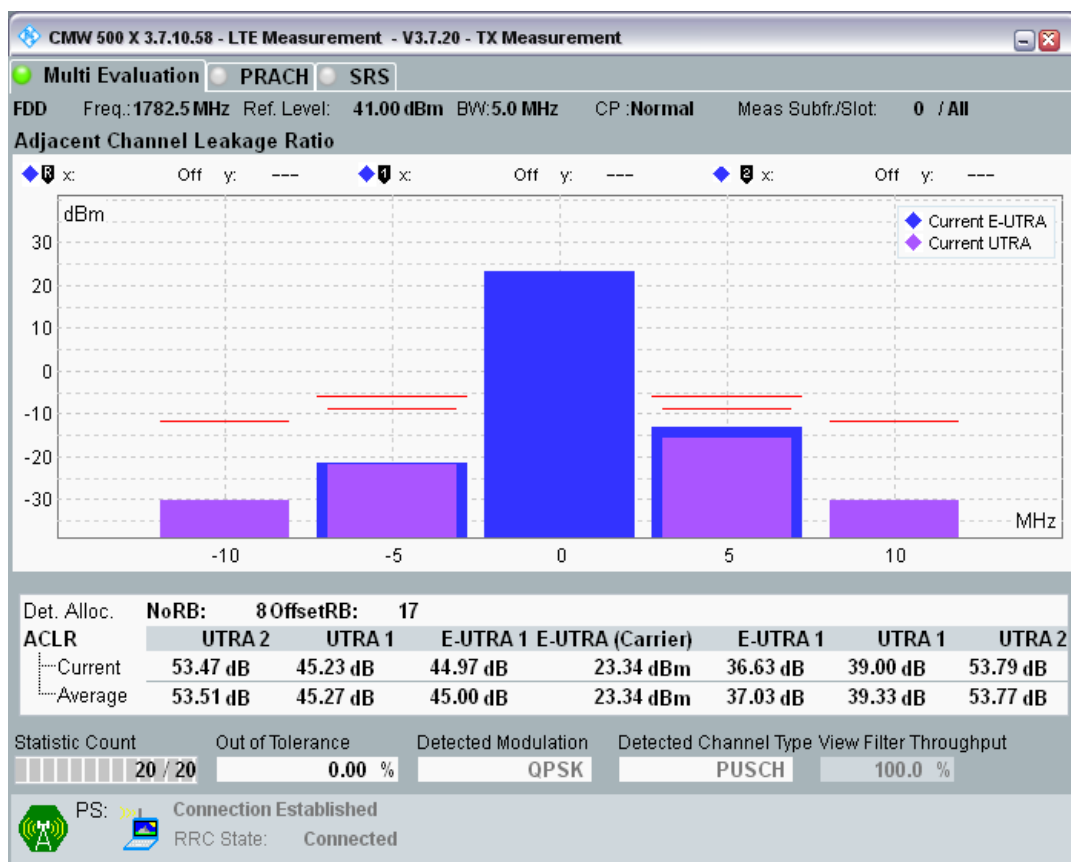 CMW 500 X 3.7.10.58 - LTE Measurement - V3.7.20 - TX Measurement
Multi Evaluation PRACH SRS
FDD Freq.: 1782.5 MHz Ref. Level: 41.00 dBm BW: 5.0 MHz CP : Normal Meas Subfr./Slot: 0 / All
Adjacent Channel Leakage Ratio
R x: Off y: --- 1 x: Off y: --- 2 x: Off y: ---
dBm
Current E-UTRA
Current UTRA
30
20
10
0
-10
-20
-30
MHz
-10 -5 0 5 10
Det. Alloc. NoRB: 8 OffsetRB: 17
ACLR UTRA 2 UTRA 1 E-UTRA 1 E-UTRA (Carrier) E-UTRA 1 UTRA 1 UTRA 2
Current 53.47 dB 45.23 dB 44.97 dB 23.34 dBm 36.63 dB 39.00 dB 53.79 dB
Average 53.51 dB 45.27 dB 45.00 dB 23.34 dBm 37.03 dB 39.33 dB 53.77 dB
Statistic Count Out of Tolerance Detected Modulation Detected Channel Type View Filter Throughput
20 / 20 0.00 % QPSK PUSCH 100.0 %
PS: Connection Established
RRC State: Connected